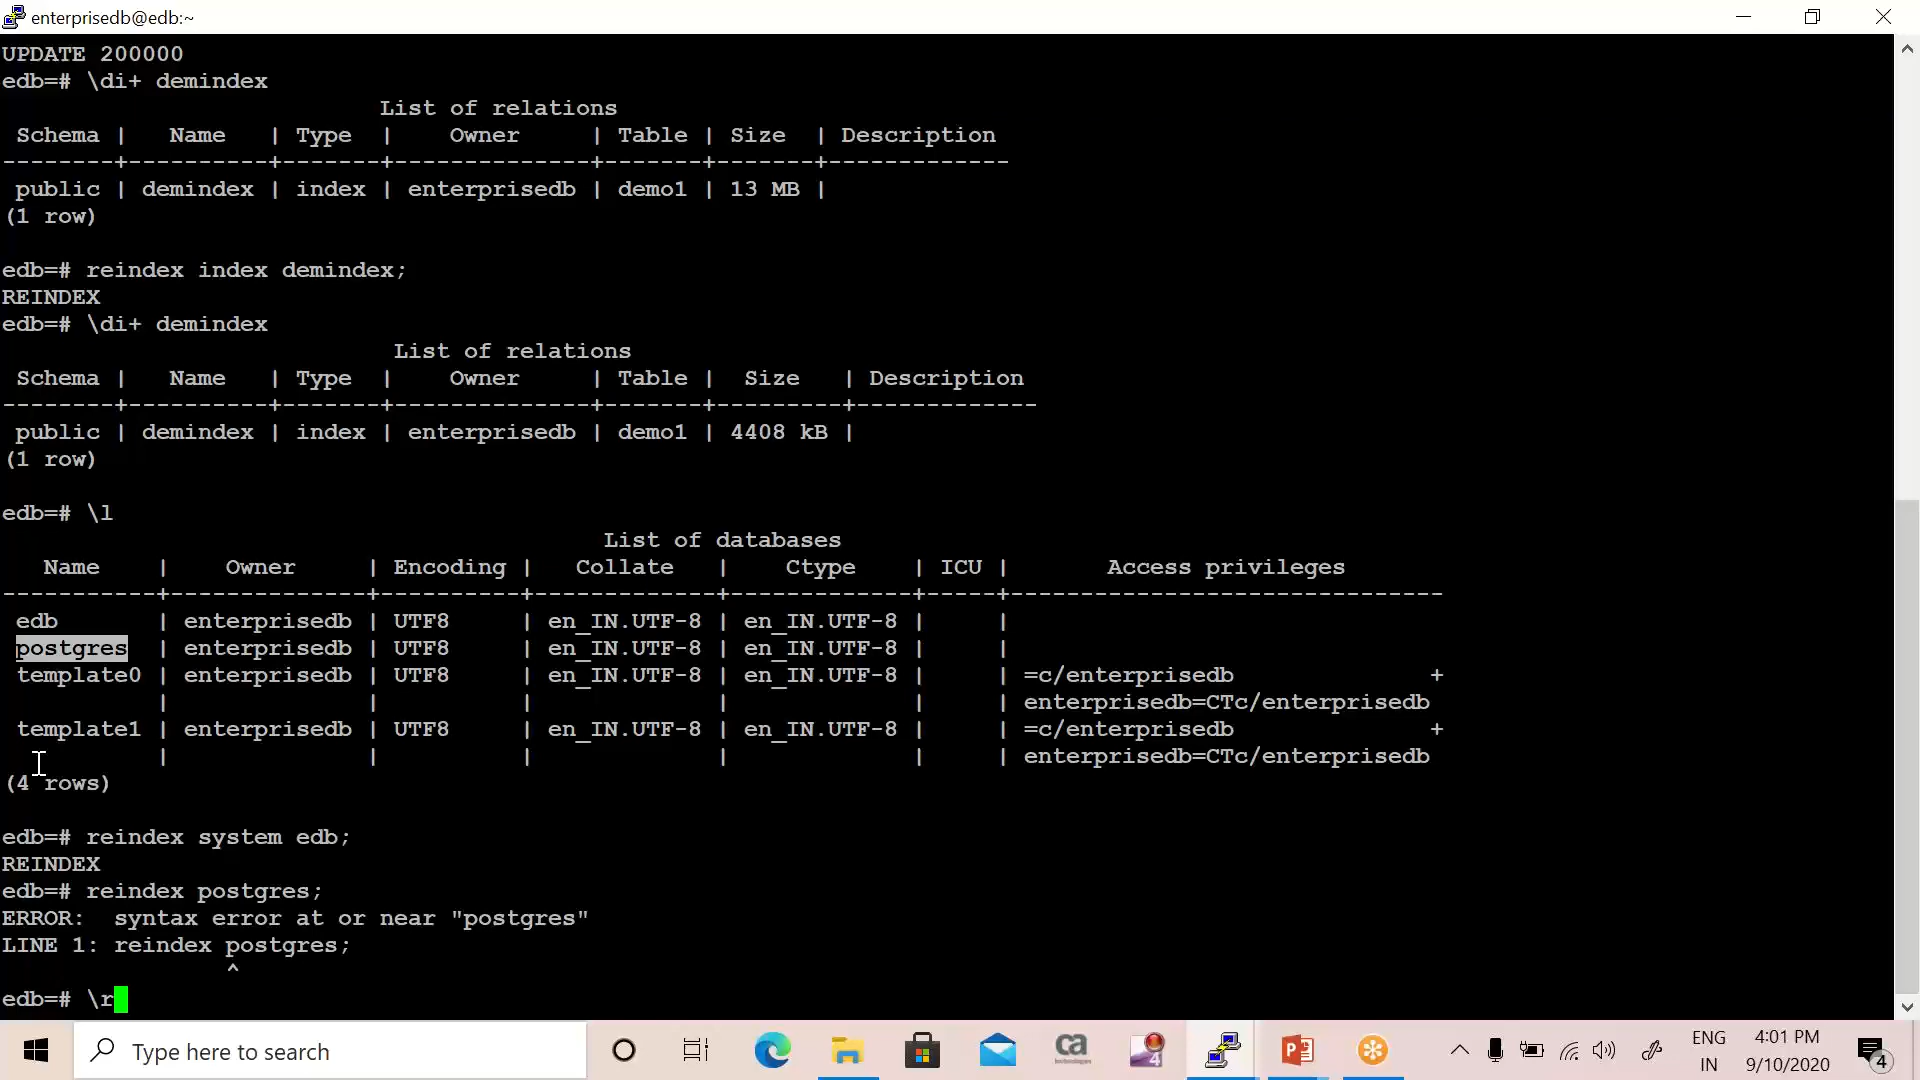 enterprisedb@edb:~
UPDATE 200000
edb=# \di+ demindex
List of relations
Schema | Name | Type | Owner | Table | Size | Description
--------+----------+-------+--------------+-------+-------+-------------
public | demindex | index | enterprisedb | demo1 | 13 MB |
(1 row)
edb=# reindex index demindex;
REINDEX
edb=# \di+ demindex
List of relations
Schema | Name | Type | Owner | Table | Size | Description
--------+----------+-------+--------------+-------+---------+-------------
public | demindex | index | enterprisedb | demo1 | 4408 kB |
(1 row)
edb=# \l
List of databases
Name | Owner | Encoding | Collate | Ctype | ICU | Access privileges
-----------+--------------+----------+-------------+-------------+-----+-------------------------------
edb | enterprisedb | UTF8 | en_IN.UTF-8 | en_IN.UTF-8 | |
postgres | enterprisedb | UTF8 | en_IN.UTF-8 | en_IN.UTF-8 | |
template0 | enterprisedb | UTF8 | en_IN.UTF-8 | en_IN.UTF-8 | | =c/enterprisedb +
| | | | | | enterprisedb=CTc/enterprisedb
template1 | enterprisedb | UTF8 | en_IN.UTF-8 | en_IN.UTF-8 | | =c/enterprisedb +
| | | | | | enterprisedb=CTc/enterprisedb
(4 rows)
edb=# reindex system edb;
REINDEX
edb=# reindex postgres;
ERROR: syntax error at or near "postgres"
LINE 1: reindex postgres;
^
edb=# \r
Type here to search
ca
4
ENG
IN
4:01 PM
9/10/2020
4